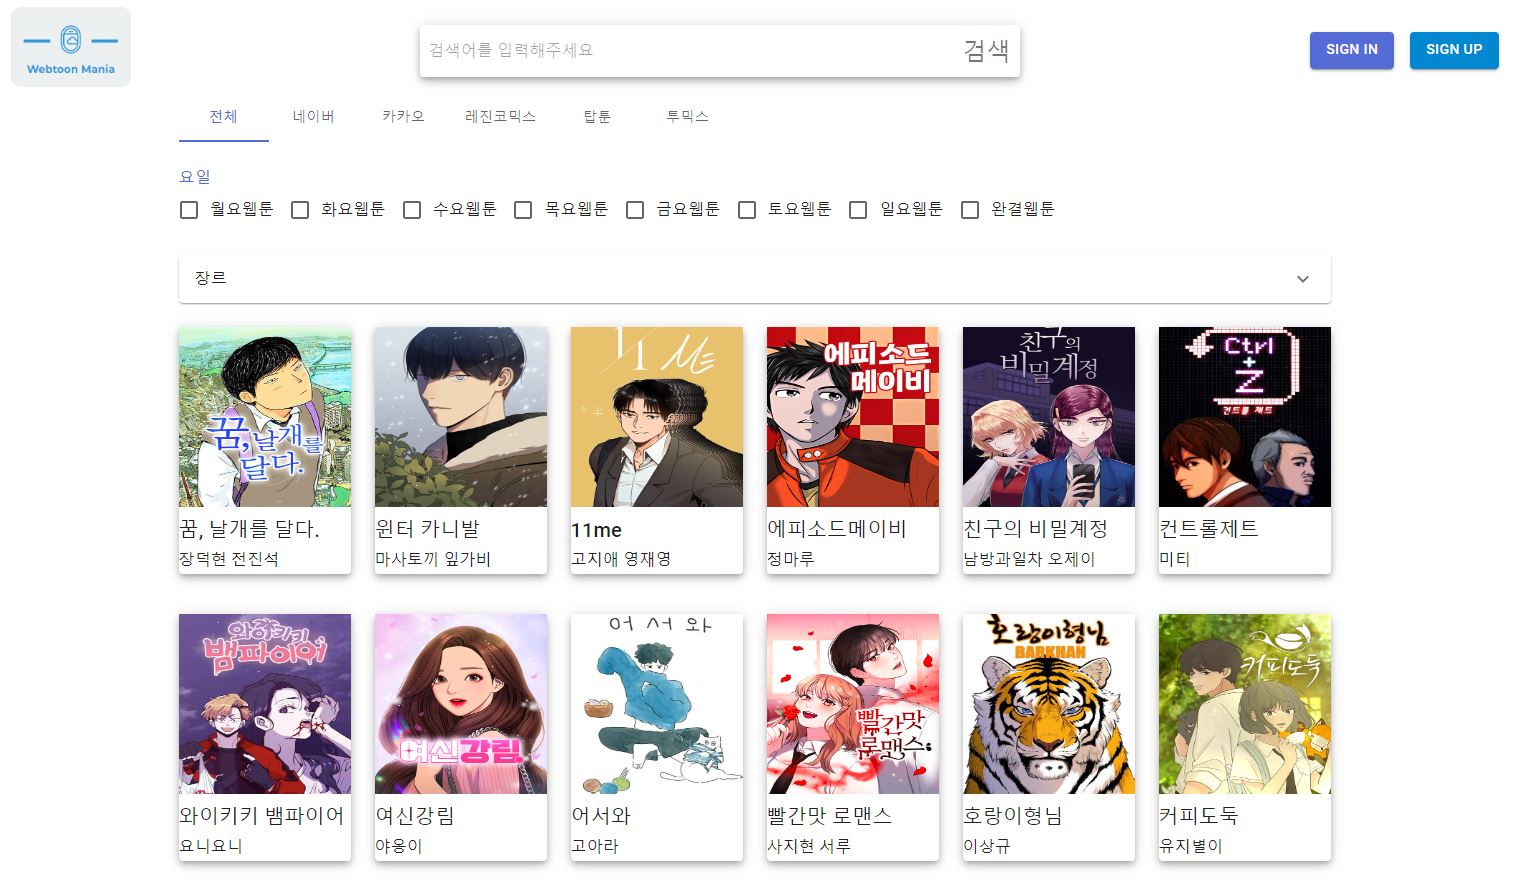 Webtoon Mania
검색어를 입력해주세요 검색
SIGN IN SIGN UP
전체 네이버 카카오 레진코믹스 탑툰 투믹스
요일
월요웹툰 화요웹툰 수요웹툰 목요웹툰 금요웹툰 토요웹툰 일요웹툰 완결웹툰
장르
꿈, 날개를
달다.
11 ME
에피소드
메이비
친구의
비밀계정
Ctrl
+
Z
컨트롤 제트
꿈, 날개를 달다. 윈터 카니발 11me 에피소드메이비 친구의 비밀계정 컨트롤제트
장덕현 전진석 마사토끼 잎가비 고지애 영재영 정마루 남방과일차 오제이 미티
와이키키
뱀파이어
여신강림
어서와
빨간맛
로맨스
호랑이형님
BARKHAN
커피도둑
와이키키 뱀파이어 여신강림 어서와 빨간맛 로맨스 호랑이형님 커피도둑
요니요니 야옹이 고아라 사지현 서루 이상규 유지별이